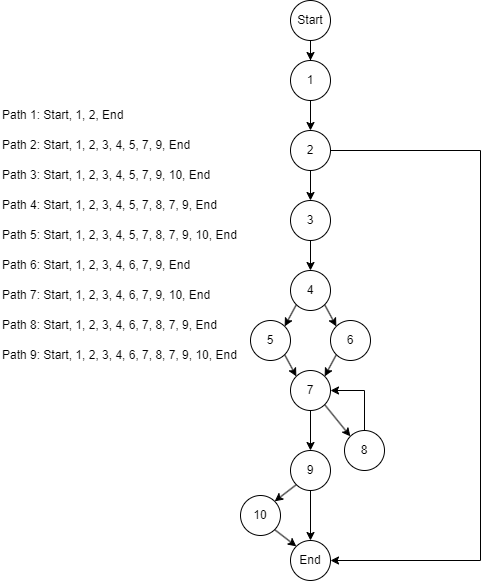 Start
1
Path 1: Start, 1, 2, End
Path 2: Start, 1, 2, 3, 4, 5, 7, 9, End
2
Path 3: Start, 1, 2, 3, 4, 5, 7, 9, 10, End
Path 4: Start, 1, 2, 3, 4, 5, 7, 8, 7, 9, End
3
Path 5: Start, 1, 2, 3, 4, 5, 7, 8, 7, 9, 10, End
Path 6: Start, 1, 2, 3, 4, 6, 7, 9, End
4
Path 7: Start, 1, 2, 3, 4, 6, 7, 9, 10, End
Path 8: Start, 1, 2, 3, 4, 6, 7, 8, 7, 9, End
5
6
Path 9: Start, 1, 2, 3, 4, 6, 7, 8, 7, 9, 10, End
7
8
9
10
End